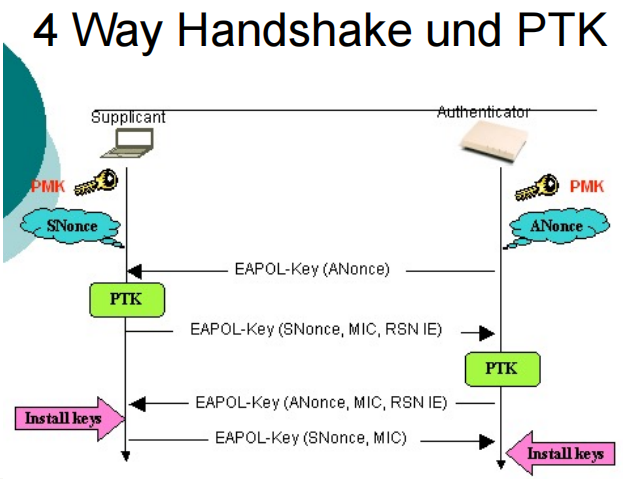 4 Way Handshake und PTK
Supplicant
Authenticator
PMK
PMK
SNonce
ANonce
EAPOL-Key (ANonce)
PTK
EAPOL-Key (SNonce, MIC, RSN IE)
PTK
EAPOL-Key (ANonce, MIC, RSN IE)
Install keys
EAPOL-Key (SNonce, MIC)
Install keys